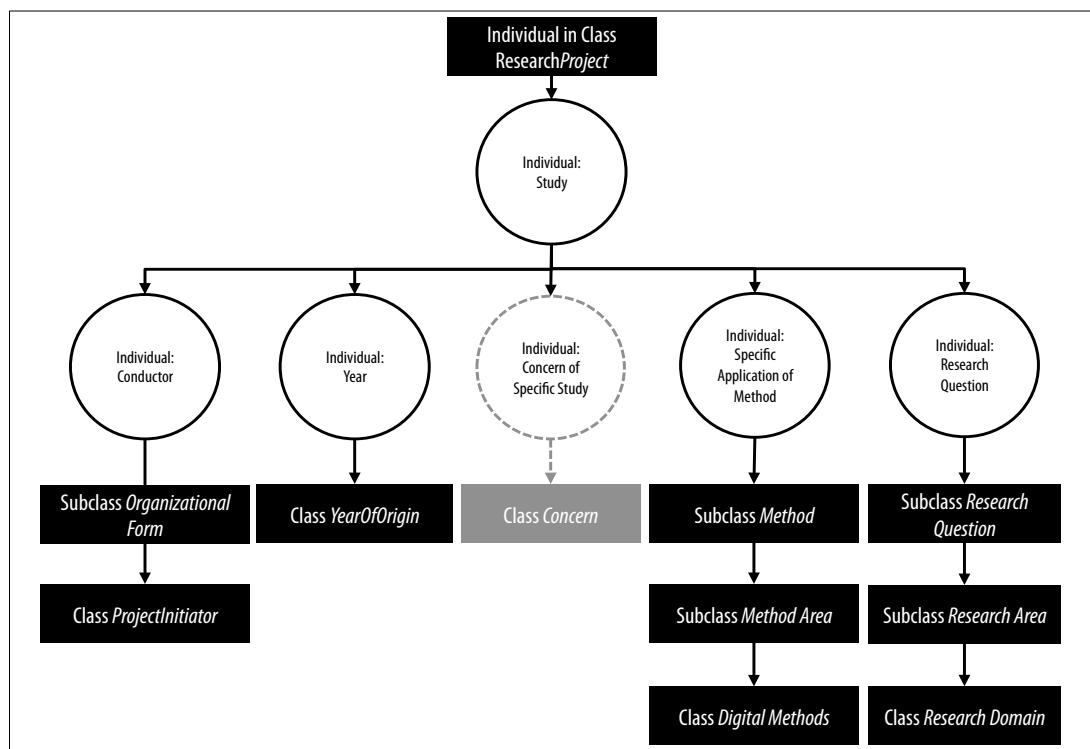 Individual in Class
ResearchProject
Individual:
Study
Individual:
Conductor
Individual:
Year
Individual:
Concern of
Specific Study
Individual:
Specific
Application of
Method
Individual:
Research
Question
Subclass Organizational
Form
Class YearOfOrigin
Class Concern
Subclass Method
Subclass Research
Question
Class ProjectInitiator
Subclass Method Area
Subclass Research Area
Class Digital Methods
Class Research Domain